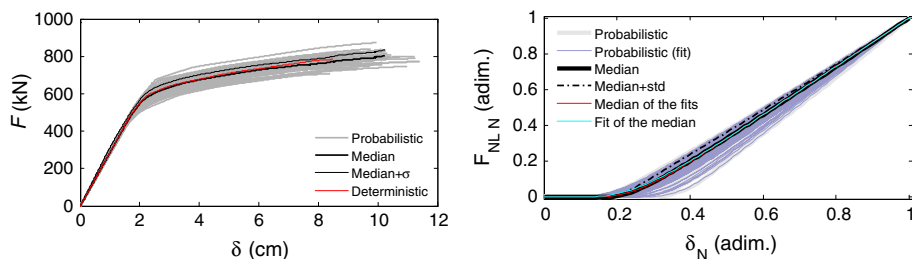 1000
800
600
400
200
0
F (kN)
Probabilistic
Median
Median+σ
Deterministic
0 2 4 6 8 10 12
δ (cm)
1
0.8
0.6
0.4
0.2
0
F_NL N (adim.)
Probabilistic
Probabilistic (fit)
Median
Median+std
Median of the fits
Fit of the median
0 0.2 0.4 0.6 0.8 1
δ_N (adim.)